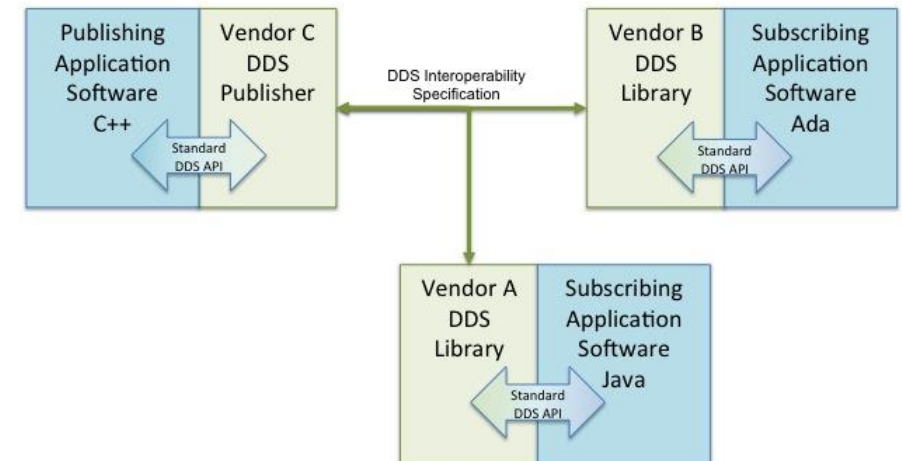 Publishing
Application
Software
C++
Vendor C
DDS
Publisher
Standard
DDS API
DDS Interoperability
Specification
Vendor B
DDS
Library
Subscribing
Application
Software
Ada
Standard
DDS API
Vendor A
DDS
Library
Subscribing
Application
Software
Java
Standard
DDS API